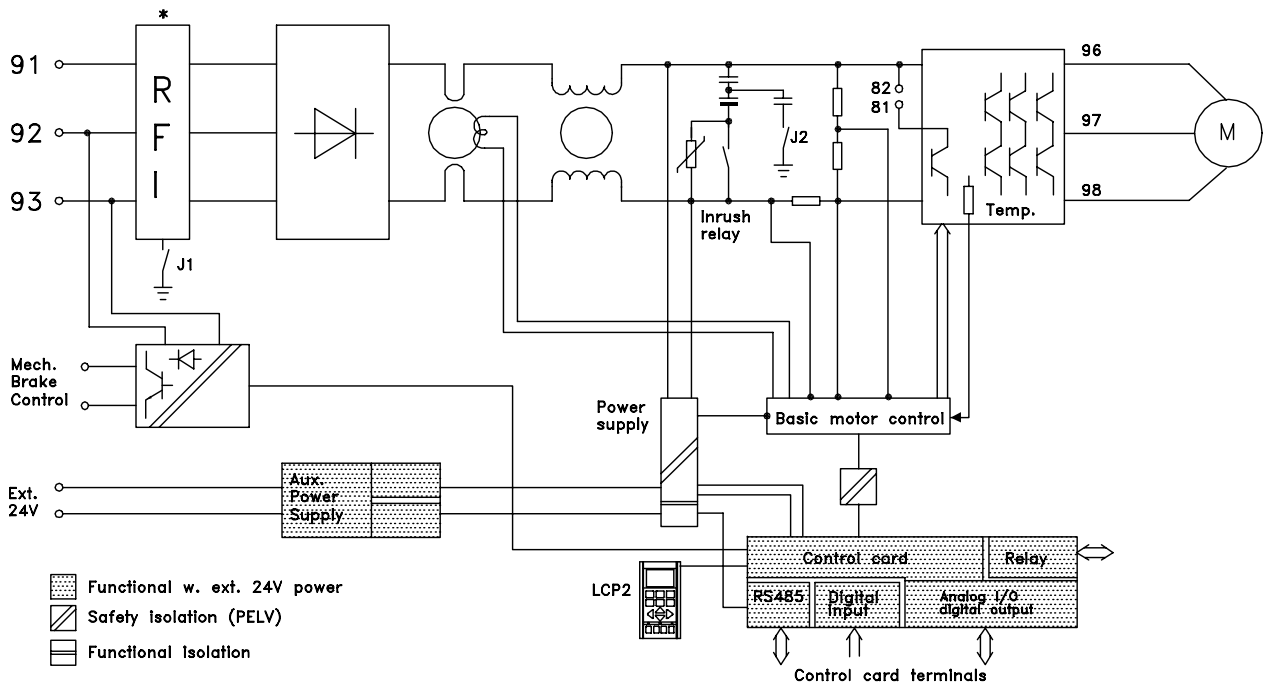 *
91
92
93
RFI
J1
82
81
J2
96
97
98
M
Temp.
Inrush
relay
Mech.
Brake
Control
Power
supply
Basic motor control
Ext.
24V
Aux.
Power
Supply
Control card
Relay
LCP2
RS485
Digital
Input
Analog I/O
digital output
Control card terminals
Functional w. ext. 24V power
Safety isolation (PELV)
Functional isolation